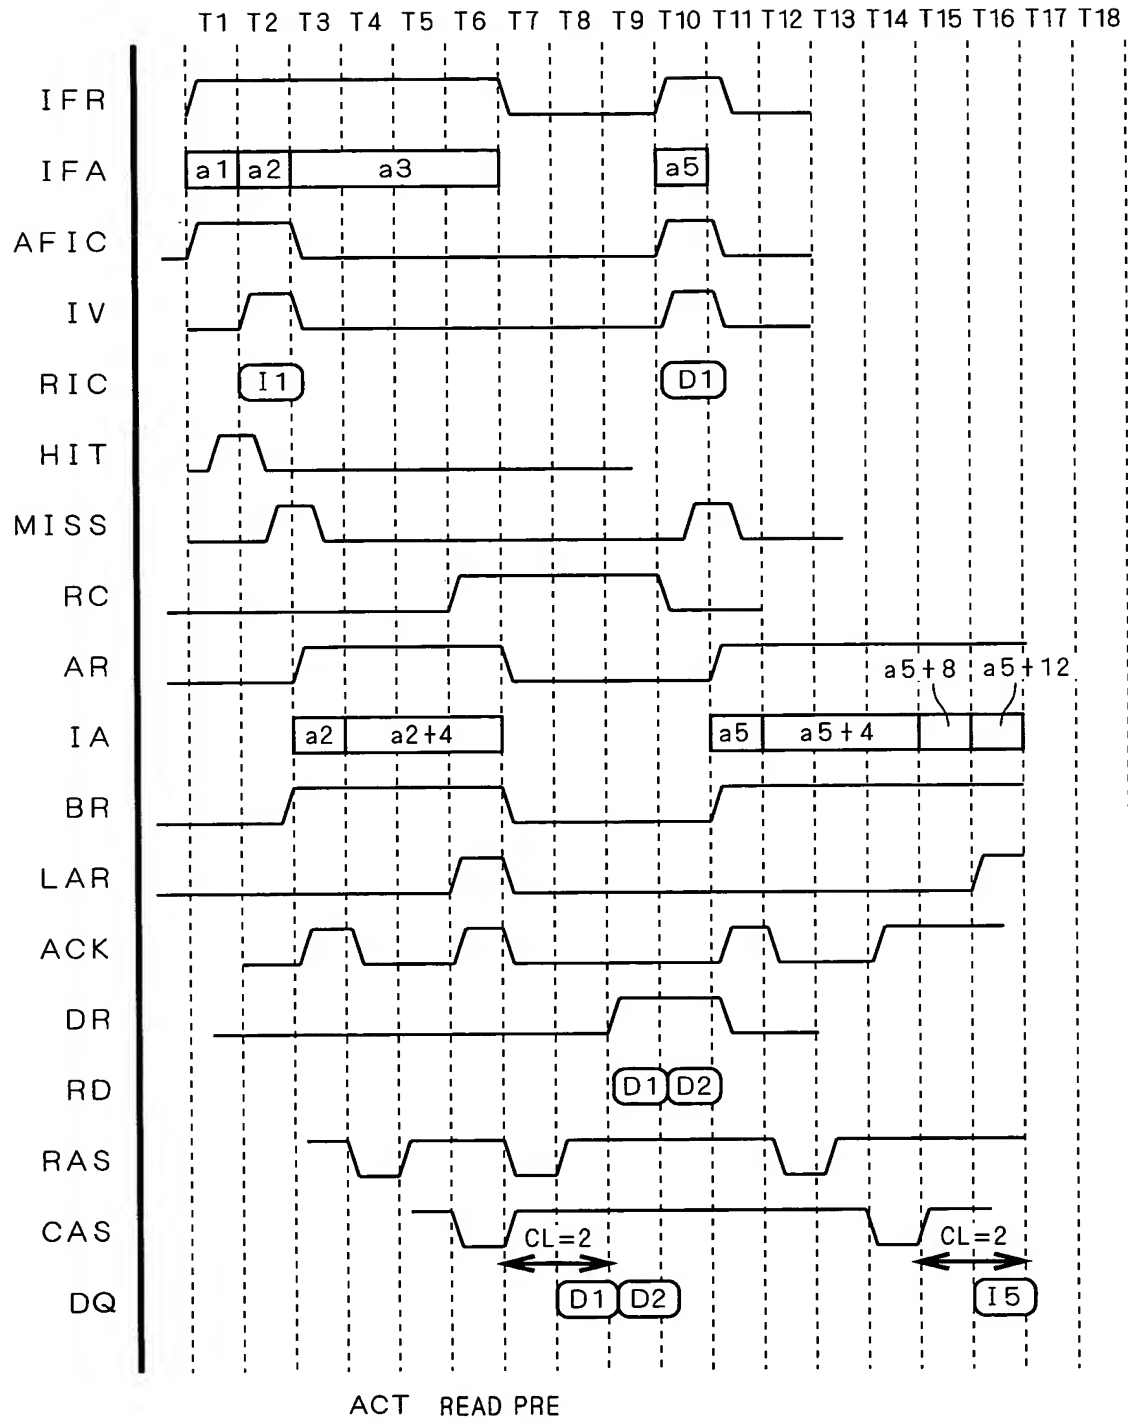 T1 T2 T3 T4 T5 T6 T7 T8 T9 T10 T11 T12 T13 T14 T15 T16 T17 T18
IFR
IFA a1 a2 a3 a5
AFIC
IV
RIC I1 D1
HIT
MISS
RC
AR
a5+8 a5+12
IA a2 a2+4 a5 a5+4
BR
LAR
ACK
DR
RD D1 D2
RAS
CAS CL=2 CL=2
DQ D1 D2 I5
ACT READ PRE